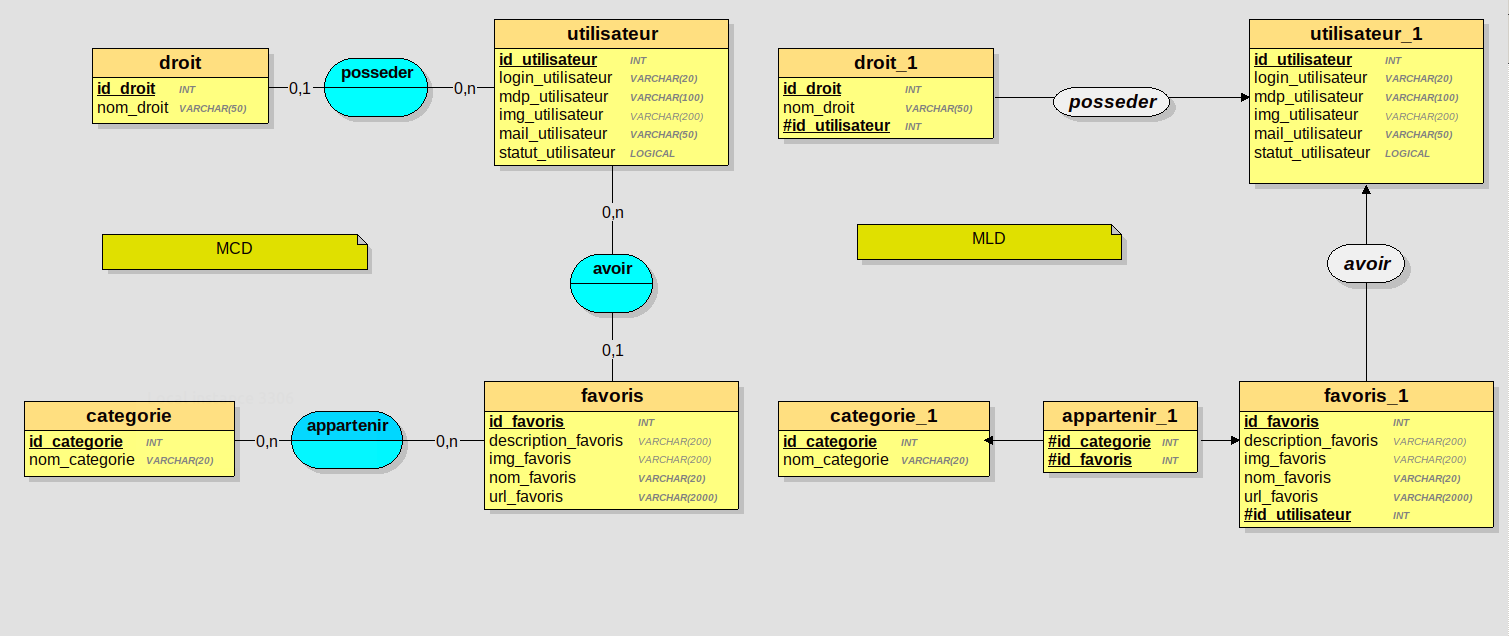 droit
id_droit INT
nom_droit VARCHAR(50)
0,1
posseder
0,n
utilisateur
id_utilisateur INT
login_utilisateur VARCHAR(20)
mdp_utilisateur VARCHAR(100)
img_utilisateur VARCHAR(200)
mail_utilisateur VARCHAR(50)
statut_utilisateur LOGICAL
0,n
MCD
avoir
0,1
categorie
id_categorie INT
nom_categorie VARCHAR(20)
0,n
appartenir
0,n
favoris
id_favoris INT
description_favoris VARCHAR(200)
img_favoris VARCHAR(200)
nom_favoris VARCHAR(20)
url_favoris VARCHAR(2000)
droit_1
id_droit INT
nom_droit VARCHAR(50)
#id_utilisateur INT
posseder
utilisateur_1
id_utilisateur INT
login_utilisateur VARCHAR(20)
mdp_utilisateur VARCHAR(100)
img_utilisateur VARCHAR(200)
mail_utilisateur VARCHAR(50)
statut_utilisateur LOGICAL
MLD
avoir
categorie_1
id_categorie INT
nom_categorie VARCHAR(20)
appartenir_1
#id_categorie INT
#id_favoris INT
favoris_1
id_favoris INT
description_favoris VARCHAR(200)
img_favoris VARCHAR(200)
nom_favoris VARCHAR(20)
url_favoris VARCHAR(2000)
#id_utilisateur INT